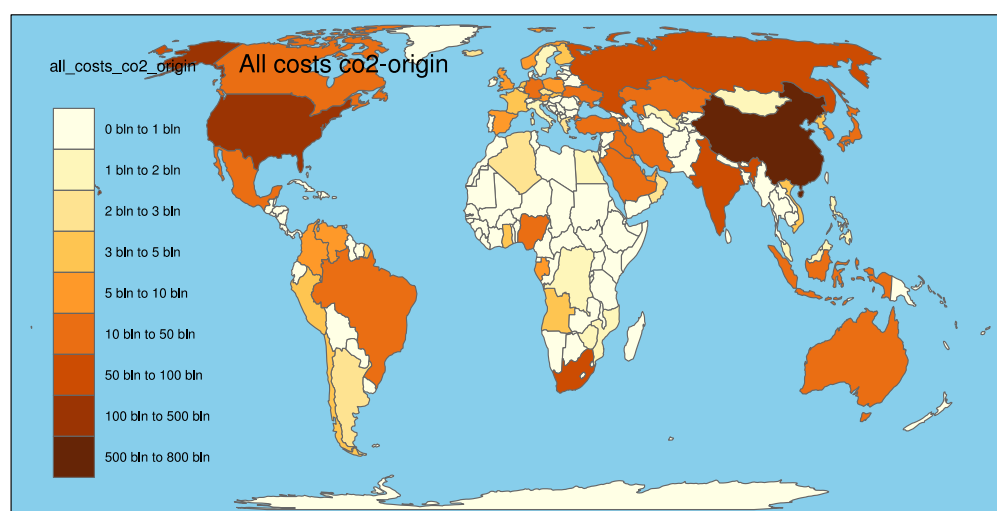 All costs co2-origin
all_costs_co2_origin
0 bln to 1 bln
1 bln to 2 bln
2 bln to 3 bln
3 bln to 5 bln
5 bln to 10 bln
10 bln to 50 bln
50 bln to 100 bln
100 bln to 500 bln
500 bln to 800 bln